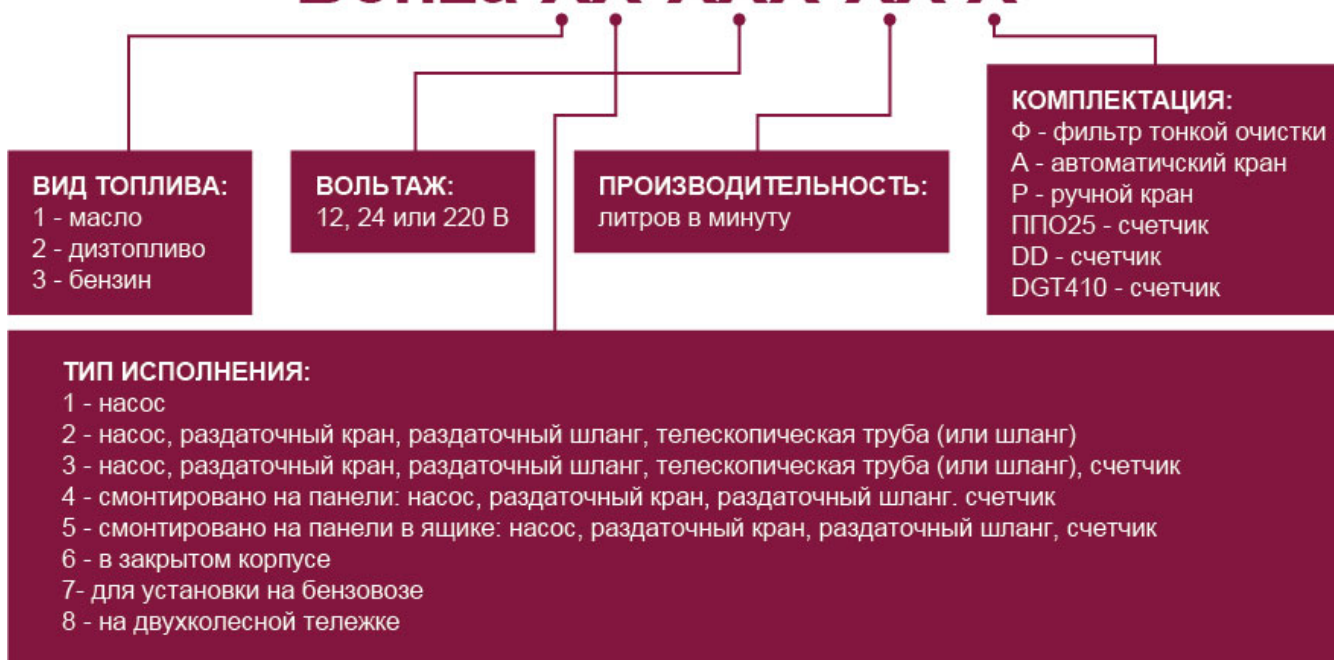 ВИД ТОПЛИВА:
1 - масло
2 - дизтопливо
3 - бензин
ВОЛЬТАЖ:
12, 24 или 220 В
ПРОИЗВОДИТЕЛЬНОСТЬ:
литров в минуту
КОМПЛЕКТАЦИЯ:
Ф - фильтр тонкой очистки
А - автоматичский кран
Р - ручной кран
ППО25 - счетчик
DD - счетчик
DGT410 - счетчик
ТИП ИСПОЛНЕНИЯ:
1 - насос
2 - насос, раздаточный кран, раздаточный шланг, телескопическая труба (или шланг)
3 - насос, раздаточный кран, раздаточный шланг, телескопическая труба (или шланг), счетчик
4 - смонтировано на панели: насос, раздаточный кран, раздаточный шланг. счетчик
5 - смонтировано на панели в ящике: насос, раздаточный кран, раздаточный шланг, счетчик
6 - в закрытом корпусе
7- для установки на бензовозе
8 - на двухколесной тележке